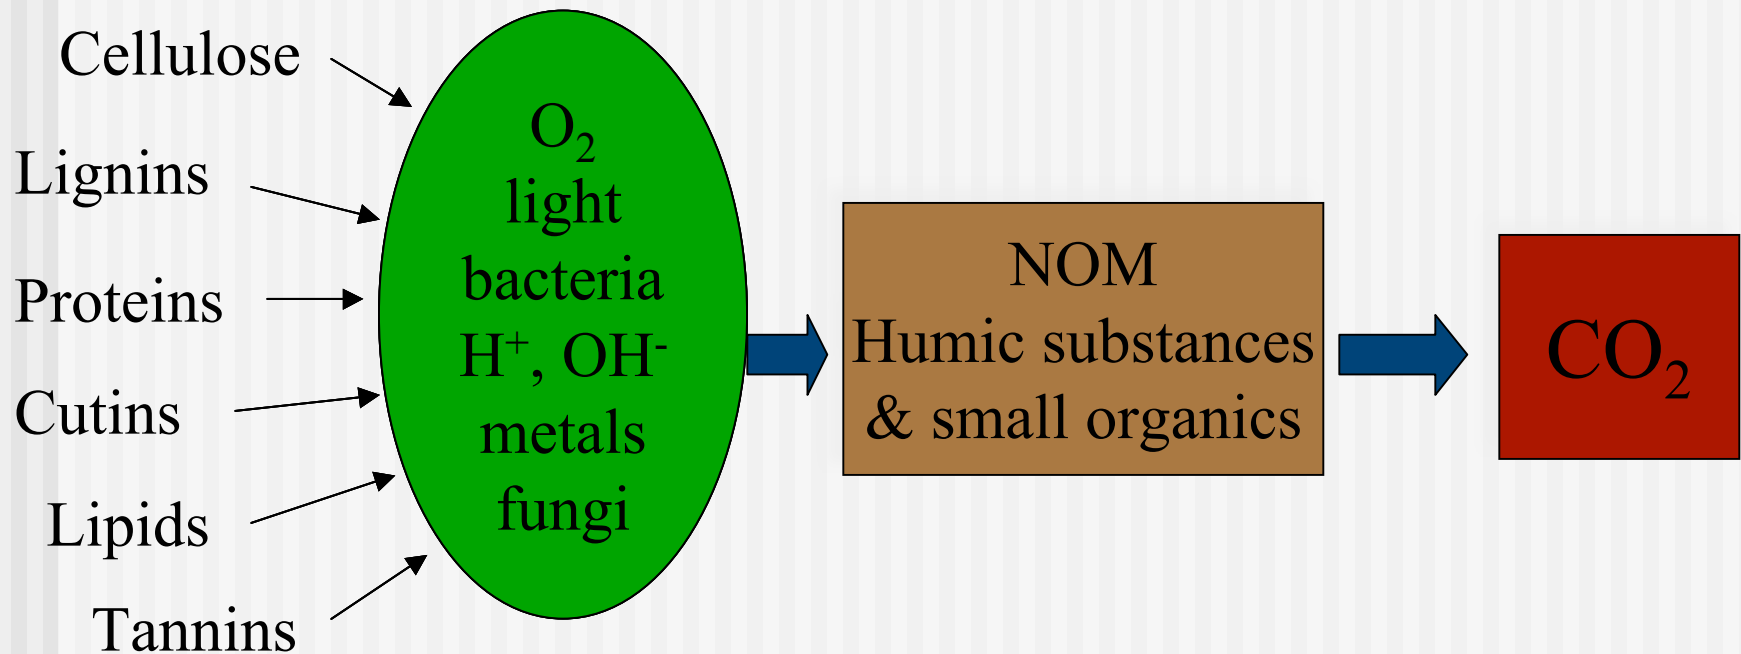 Cellulose
Lignins
Proteins
Cutins
Lipids
Tannins
O₂
light
bacteria
H⁺, OH⁻
metals
fungi
NOM
Humic substances
& small organics
CO₂